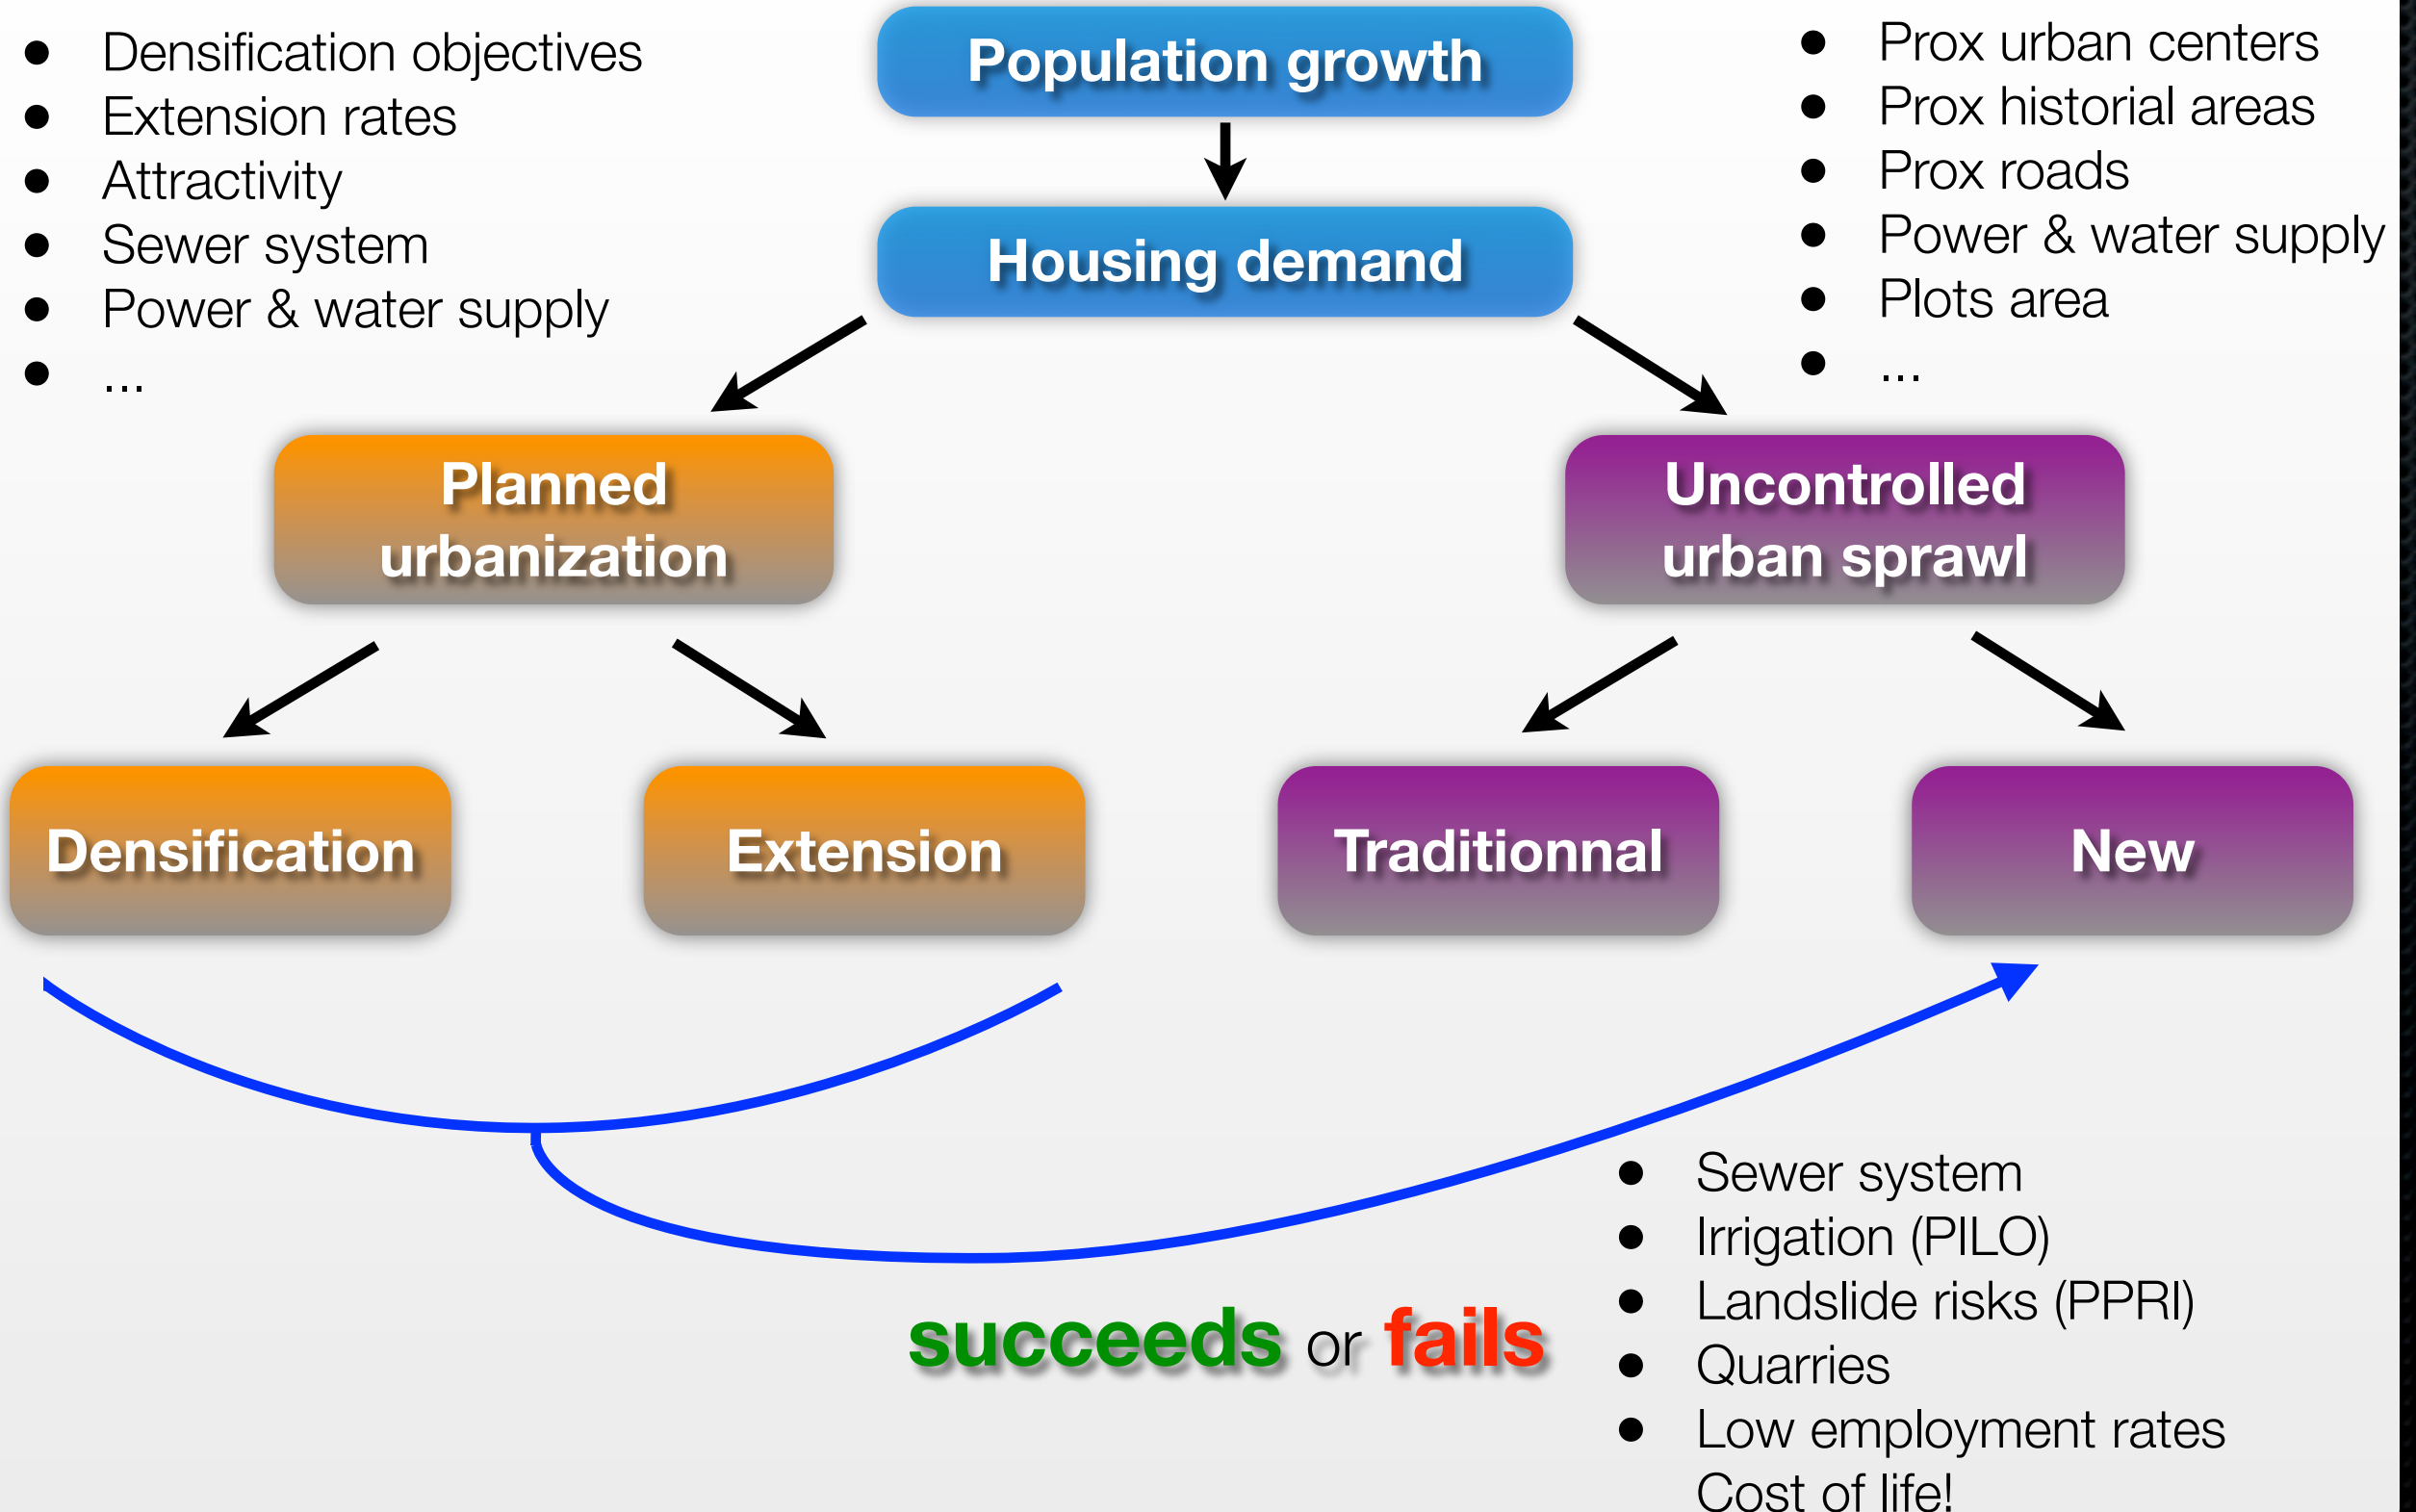 Population growth
Housing demand
• Densification objectives
• Extension rates
• Attractivity
• Sewer system
• Power & water supply
• ...
• Prox urban centers
• Prox historial areas
• Prox roads
• Power & water supply
• Plots area
• ...
Planned
urbanization
Uncontrolled
urban sprawl
Densification
Extension
Traditionnal
New
succeeds or fails
• Sewer system
• Irrigation (PILO)
• Landslide risks (PPRI)
• Quarries
• Low employment rates
Cost of life!